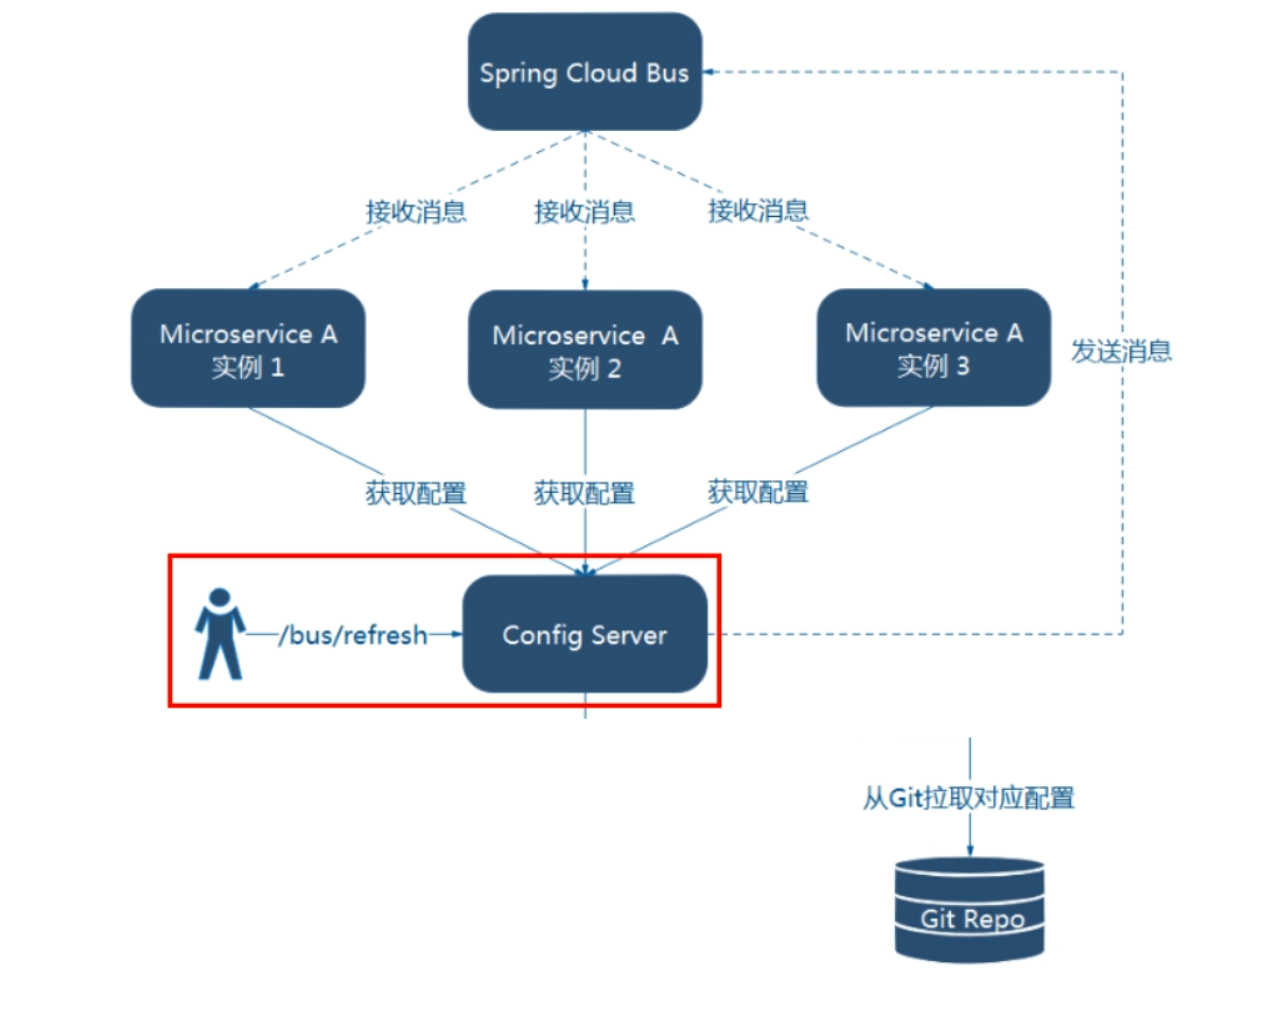 Spring Cloud Bus
接收消息
接收消息
接收消息
Microservice A
实例 1
Microservice A
实例 2
Microservice A
实例 3
发送消息
获取配置
获取配置
获取配置
/bus/refresh
Config Server
从Git拉取对应配置
Git Repo